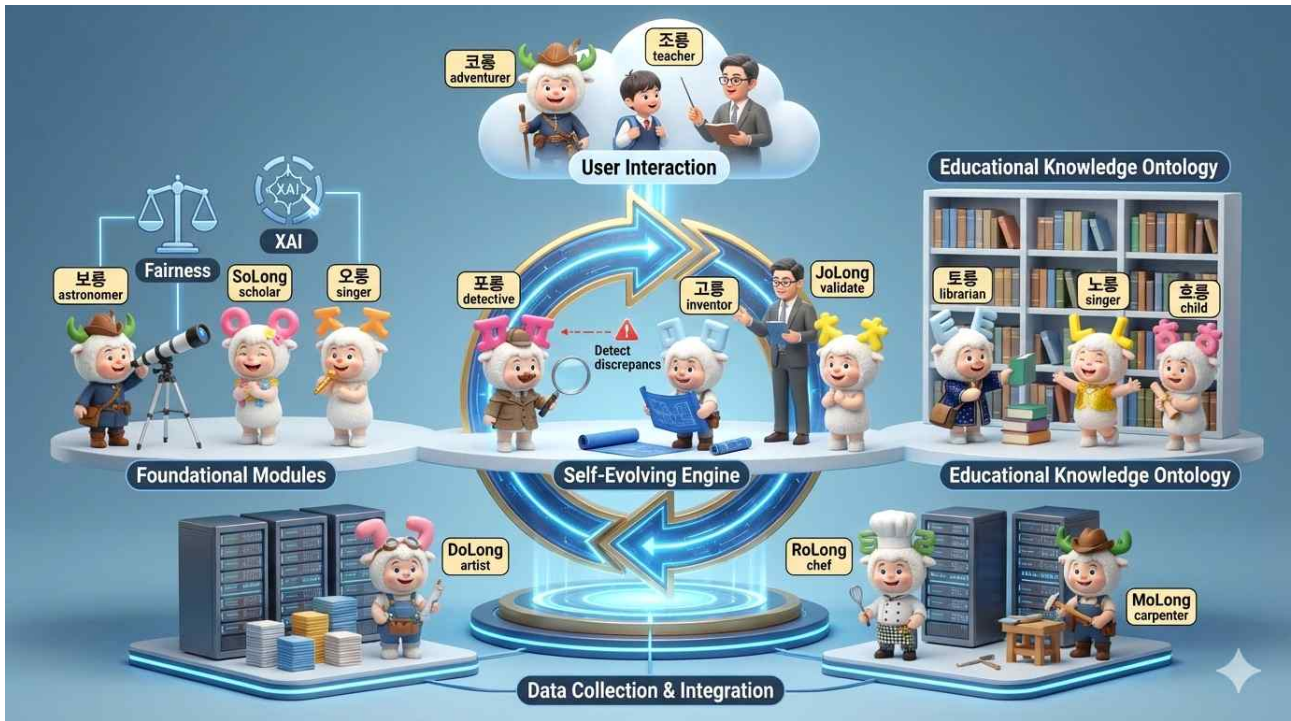 코롱
adventurer
조롱
teacher
User Interaction
Educational Knowledge Ontology
XAI
XAI
Fairness
보롱
astronomer
SoLong
scholar
오롱
singer
포롱
detective
고롱
inventor
JoLong
validate
토롱
librarian
노롱
singer
흐롱
child
Detect
discrepancs
Foundational Modules
Self-Evolving Engine
Educational Knowledge Ontology
DoLong
artist
RoLong
chef
MoLong
carpenter
Data Collection & Integration